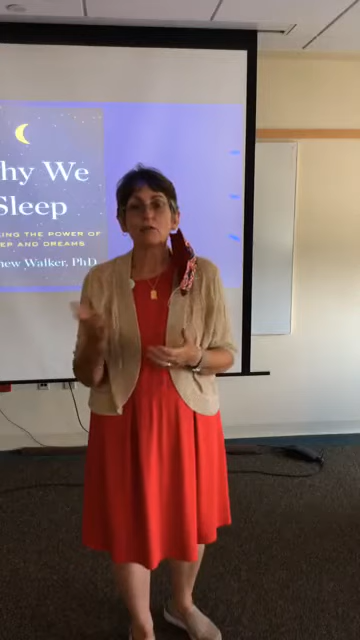 hy We
Sleep
KING THE POWER OF
EP AND DREAMS
hew Walker, PhD